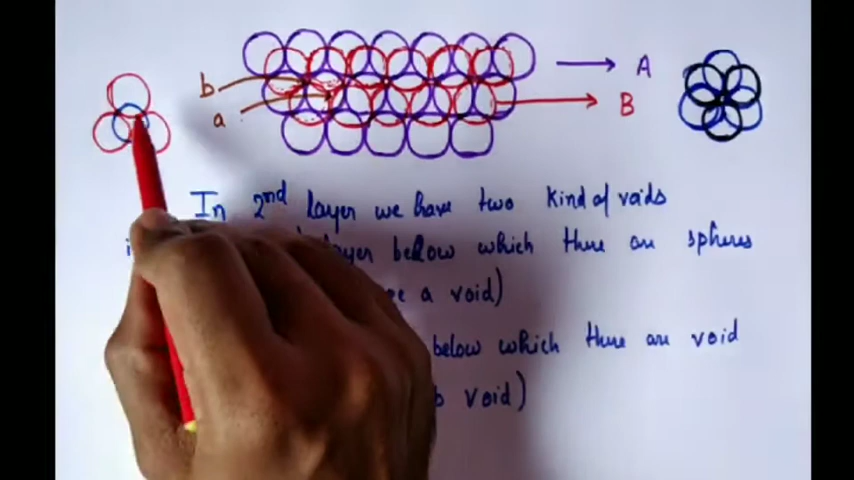 b
a
A
B
In 2nd layer we have two kind of voids
layer below which there are spheres
a void)
below which there are void
b void)